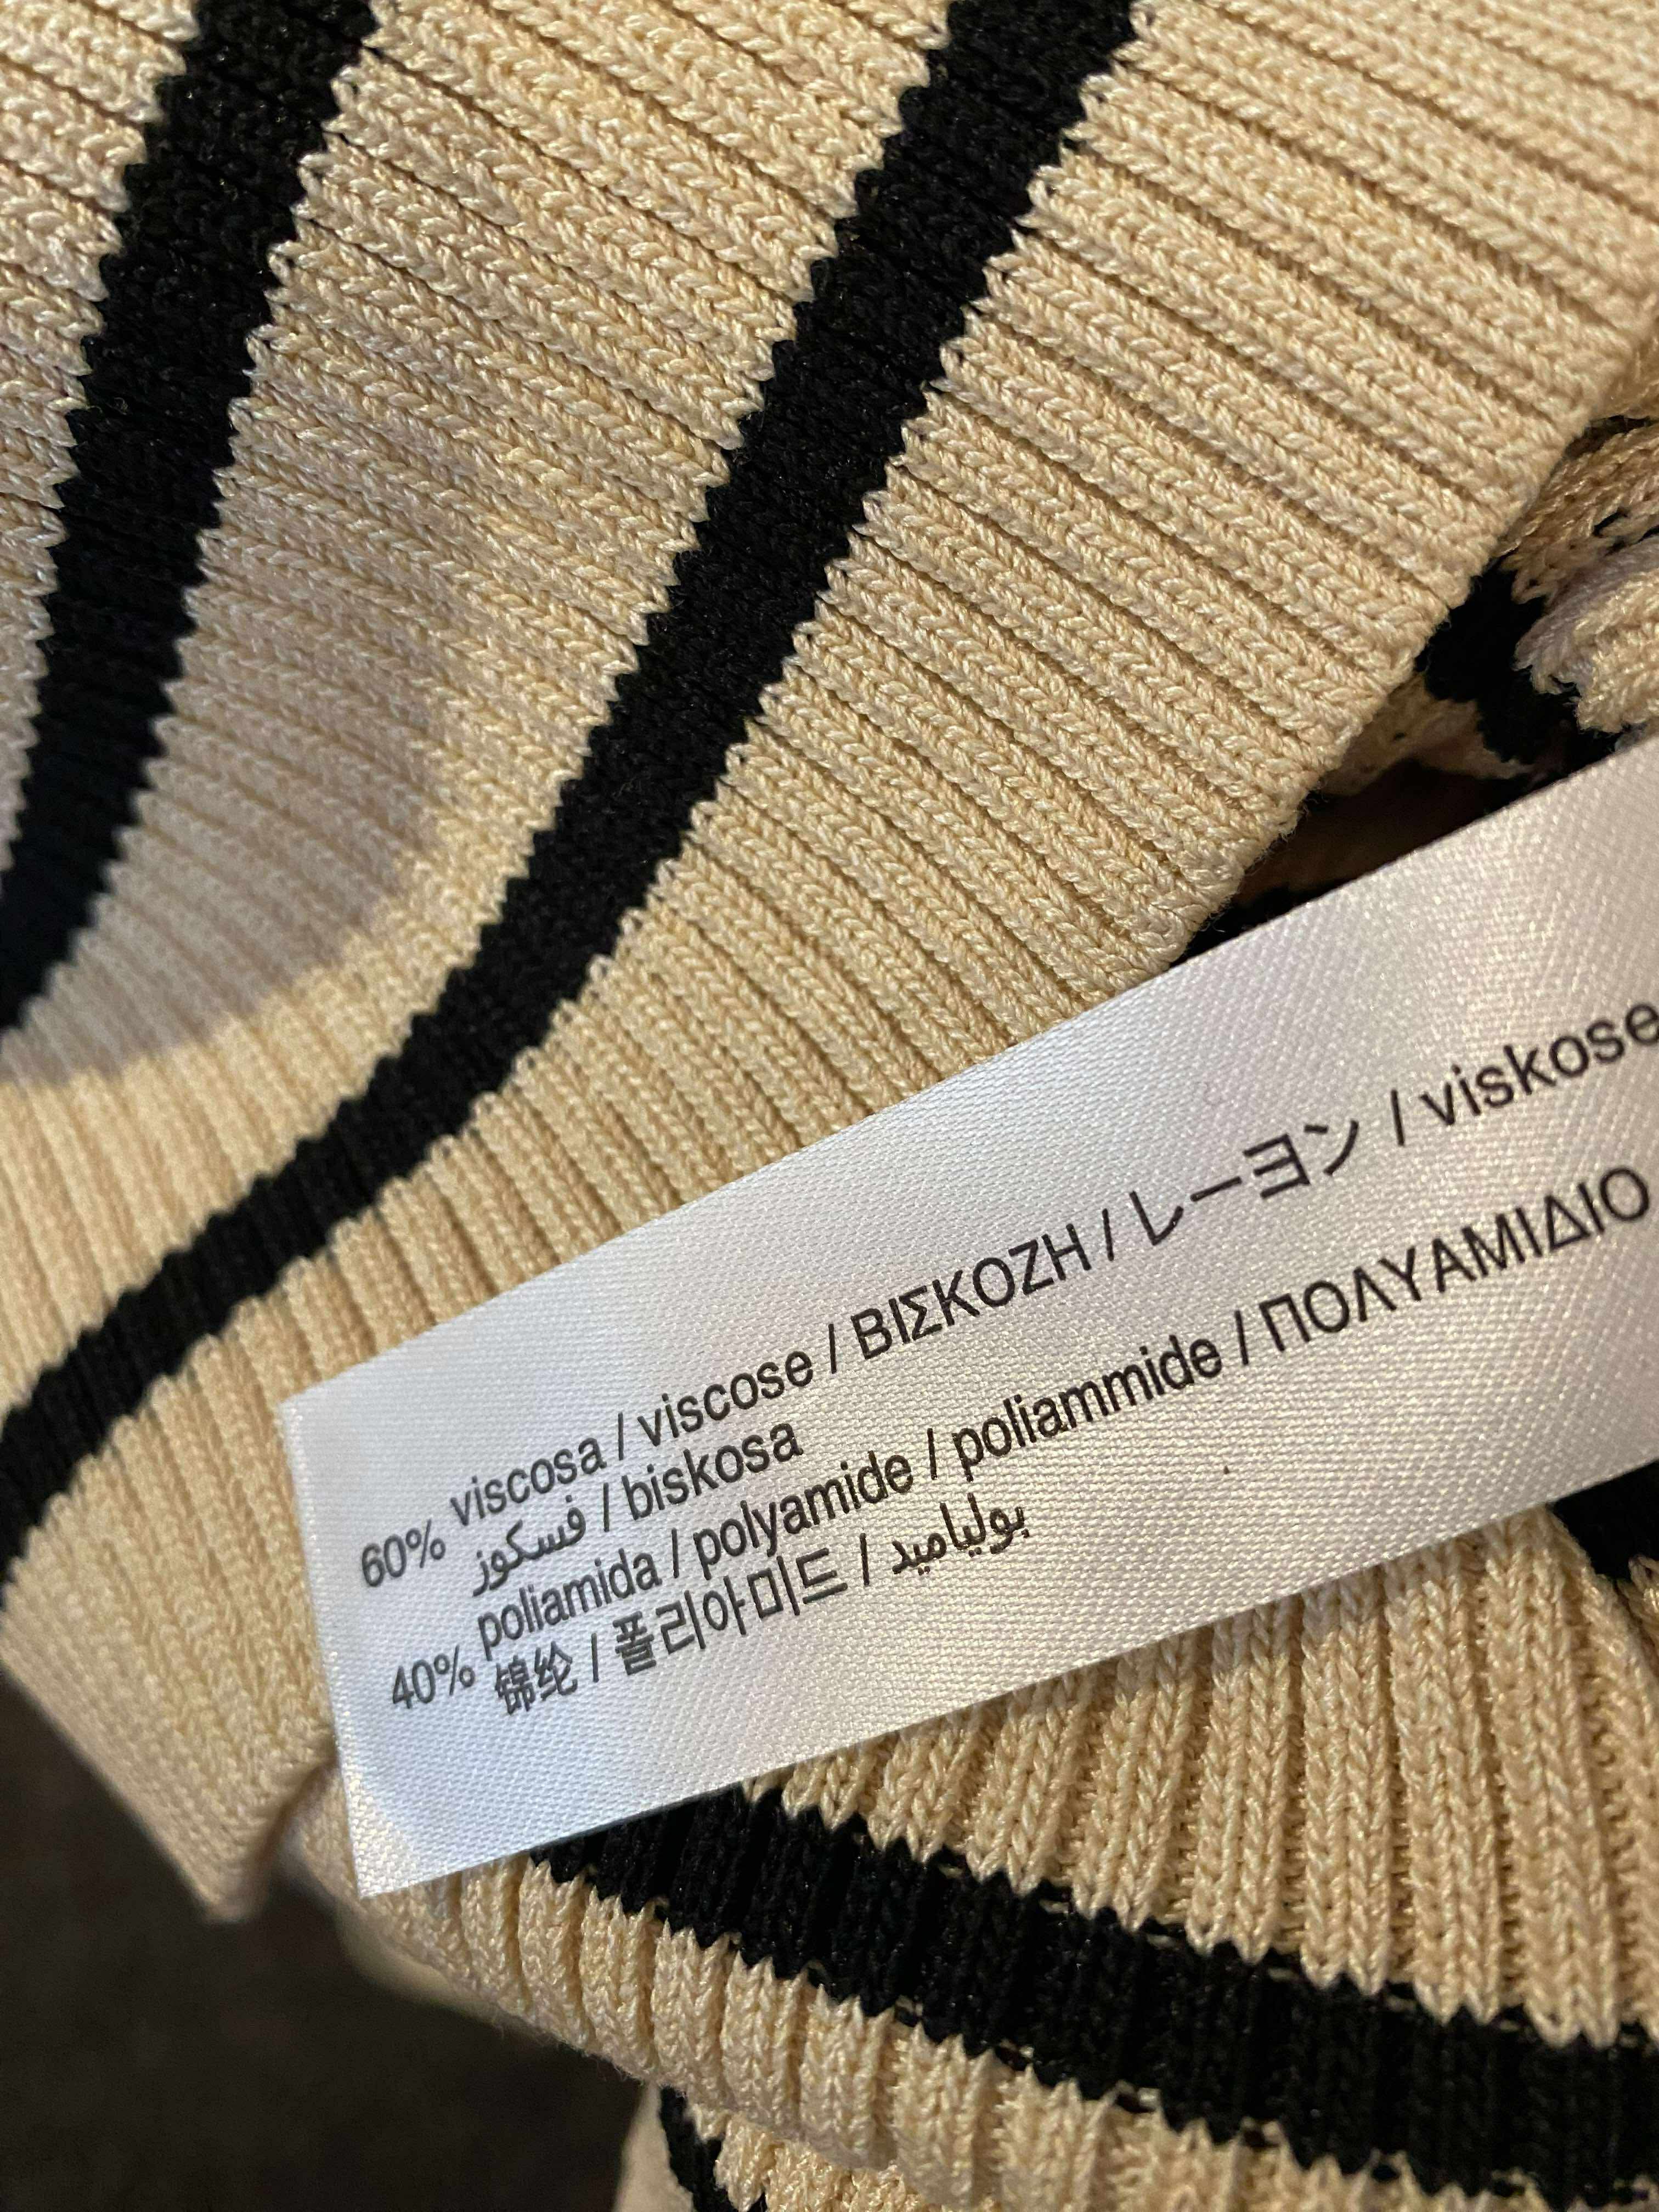 60% viscosa / viscose / ΒΙΣΚΟΖΗ / レーヨン / viskose
فسكوز / biskosa
40% poliamida / polyamide / poliammide / ΠΟΛΥΑΜΙΔΙΟ
锦纶 / 폴리아미드 / بولياميد